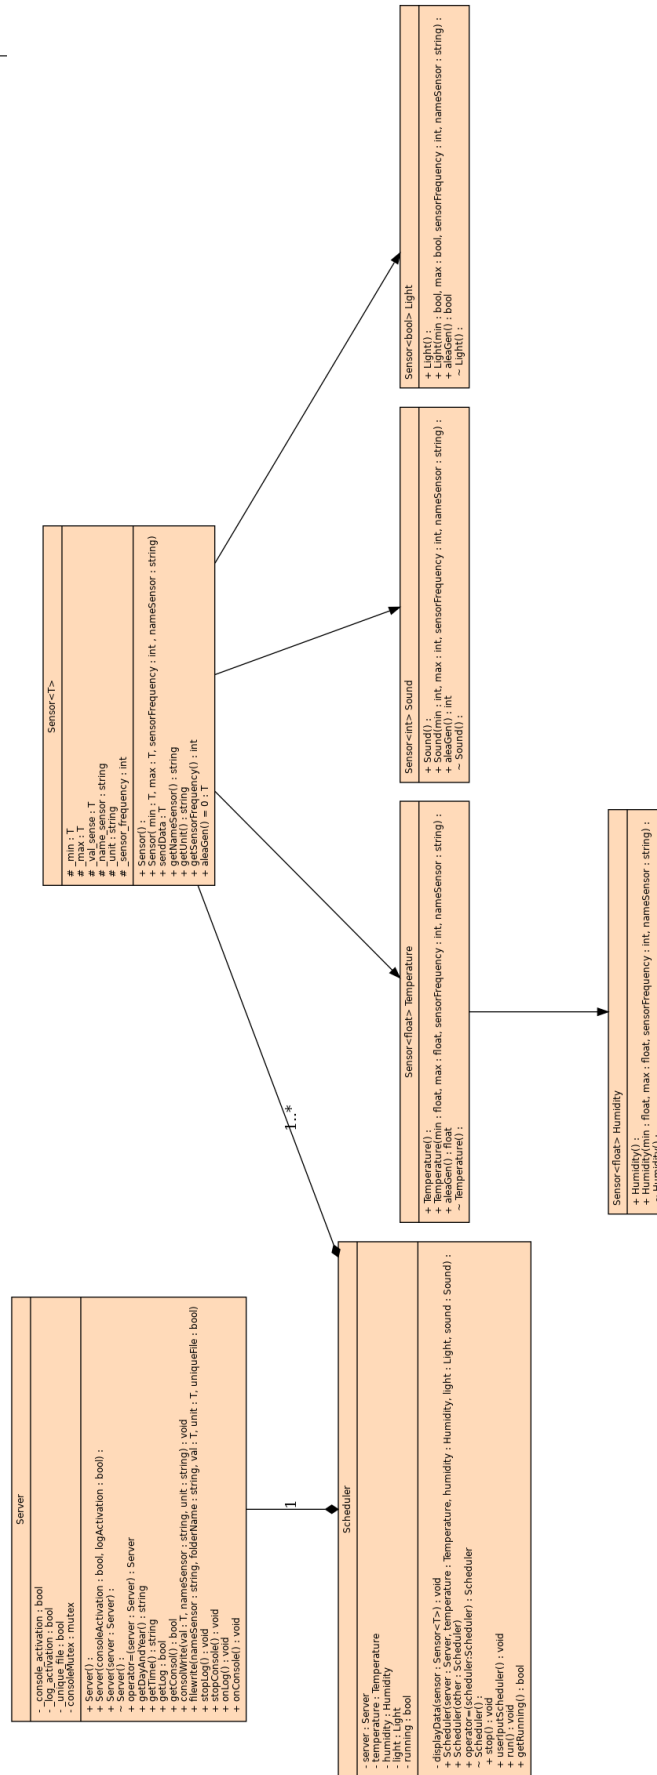 Server
- _console_activation : bool
- _log_activation : bool
- _unique file : bool
- consoleMutex : mutex
+ Server() :
+ Server(consoleActivation : bool, logActivation : bool) :
+ Server(server : Server) :
~ Server() :
+ operator=(server : Server) : Server
+ getDayAndYear() : string
+ getTime() : string
+ getLog : bool
+ getConsol() : bool
+ consolWrite(val : T, nameSensor : string, unit : string) : void
+ filewrite(nameSensor : string, folderName : string, val : T, unit : T, uniqueFile : bool)
+ stopLog() : void
+ stopConsole() : void
+ onLog() : void
+ onConsole() : void
1
Scheduler
- server : Server
- temperature : Temperature
- humidity : Humidity
- light : Light
- running : bool
- displayData(sensor : Sensor<T>) : void
+ Scheduler(server : Server, temperature : Temperature, humidity : Humidity, light : Light, sound : Sound) :
+ Scheduler(other : Scheduler)
+ operator=(scheduler:Scheduler) : Scheduler
~ Scheduler() :
+ stop() : void
+ userIputScheduler() : void
+ run() : void
+ getRunning() : bool
1..*
Sensor<T>
# _min : T
# _max : T
# _val_sense : T
# _name_sensor : string
# _unit : string
# _sensor_frequency : int
+ Sensor() :
+ Sensor( min : T, max : T, sensorFrequency : int , nameSensor : string)
+ sendData : T
+ getNameSensor() : string
+ getUnit() : string
+ getSensorFrequency() : int
+ aleaGen() = 0 : T
Sensor<float> Temperature
+ Temperature() :
+ Temperature(min : float, max : float, sensorFrequency : int, nameSensor : string) :
+ aleaGen() : float
~ Temperature() :
Sensor<int> Sound
+ Sound() :
+ Sound(min : int, max : int, sensorFrequency : int, nameSensor : string) :
+ aleaGen() : int
~ Sound() :
Sensor<bool> Light
+ Light() :
+ Light(min : bool, max : bool, sensorFrequency : int, nameSensor : string) :
+ aleaGen() : bool
~ Light() :
Sensor<float> Humidity
+ Humidity() :
+ Humidity(min : float, max : float, sensorFrequency : int, nameSensor : string) :